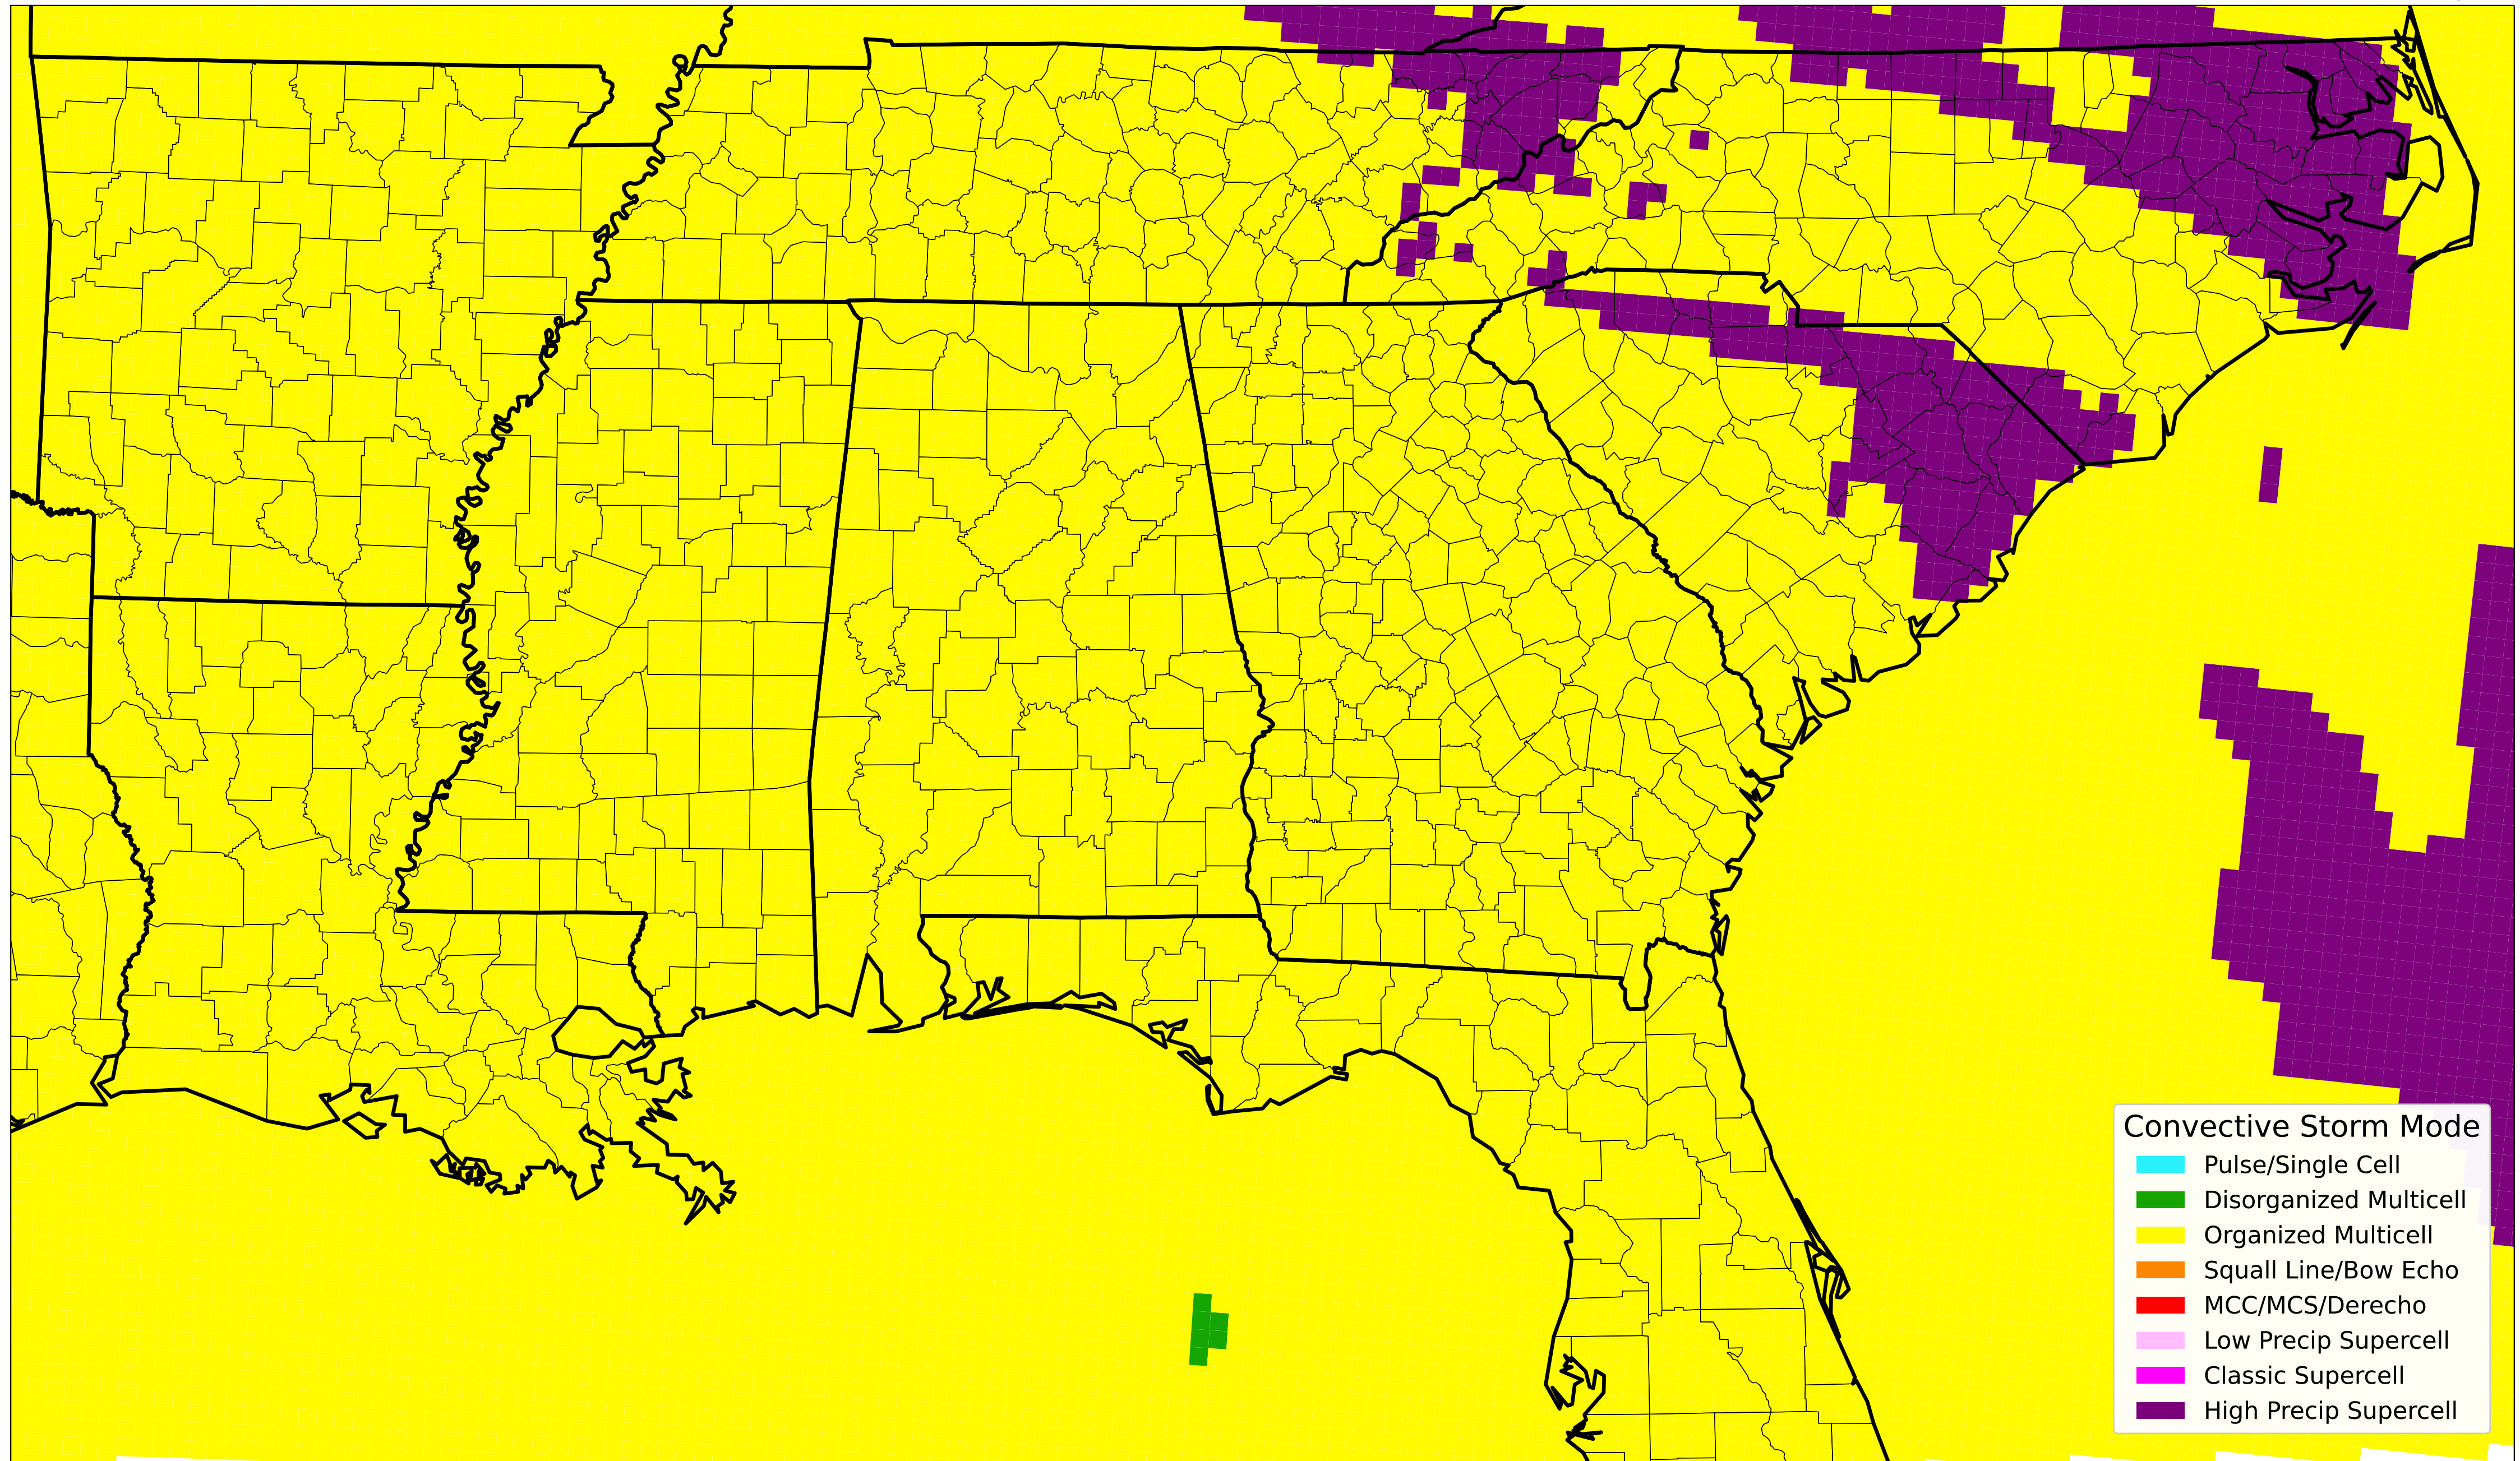 Convective Storm Mode
Pulse/Single Cell
Disorganized Multicell
Organized Multicell
Squall Line/Bow Echo
MCC/MCS/Derecho
Low Precip Supercell
Classic Supercell
High Precip Supercell